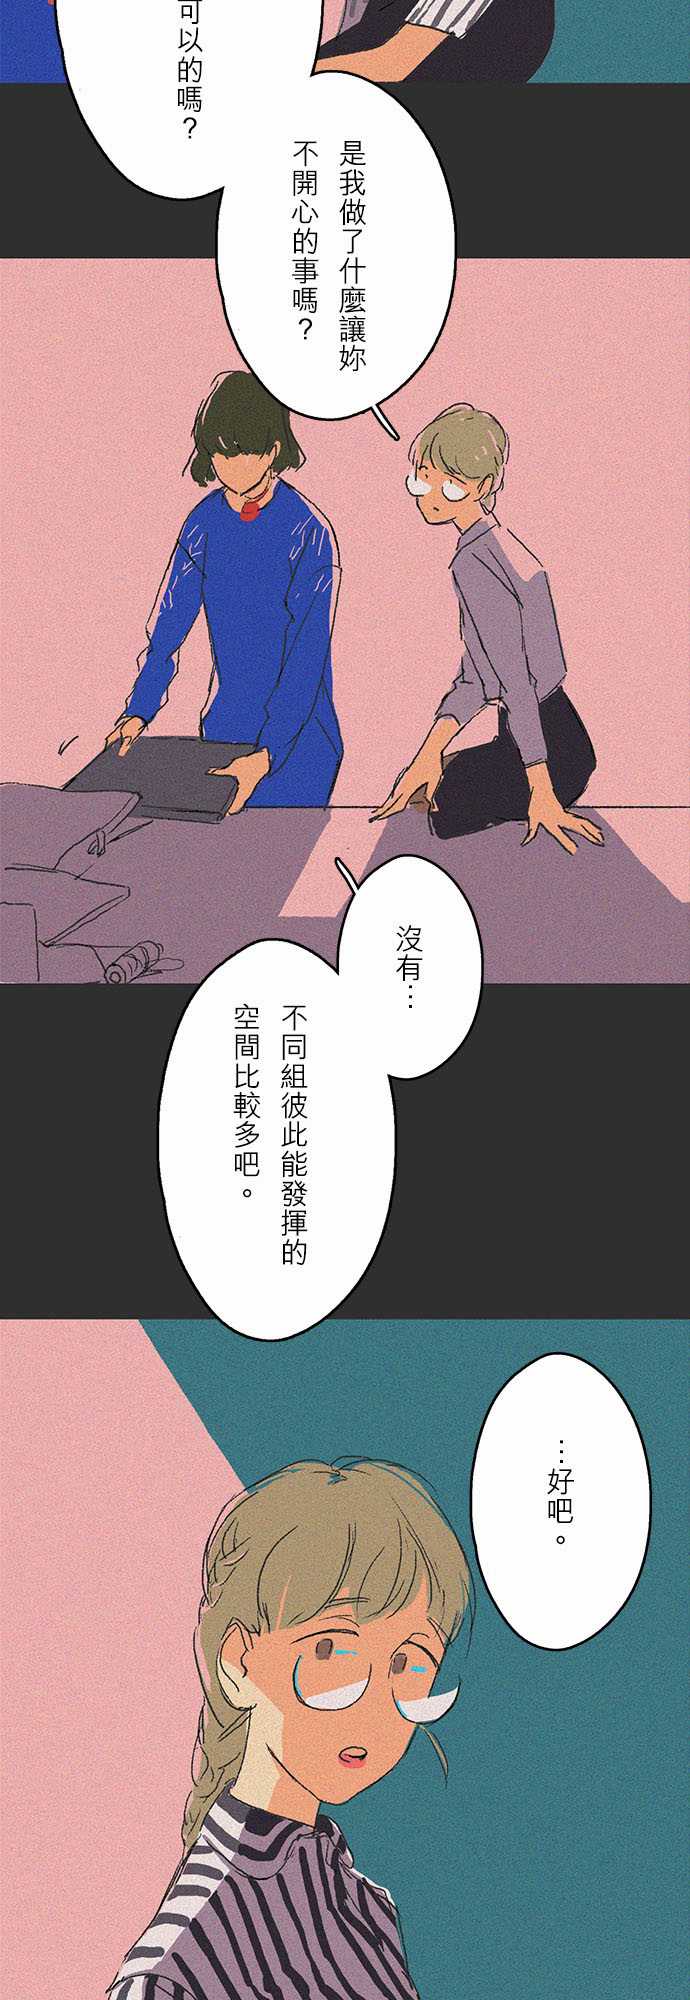 可以的嗎？
是我做了什麼讓妳
不開心的事嗎？
沒有…
不同組彼此能發揮的
空間比較多吧。
…好吧。